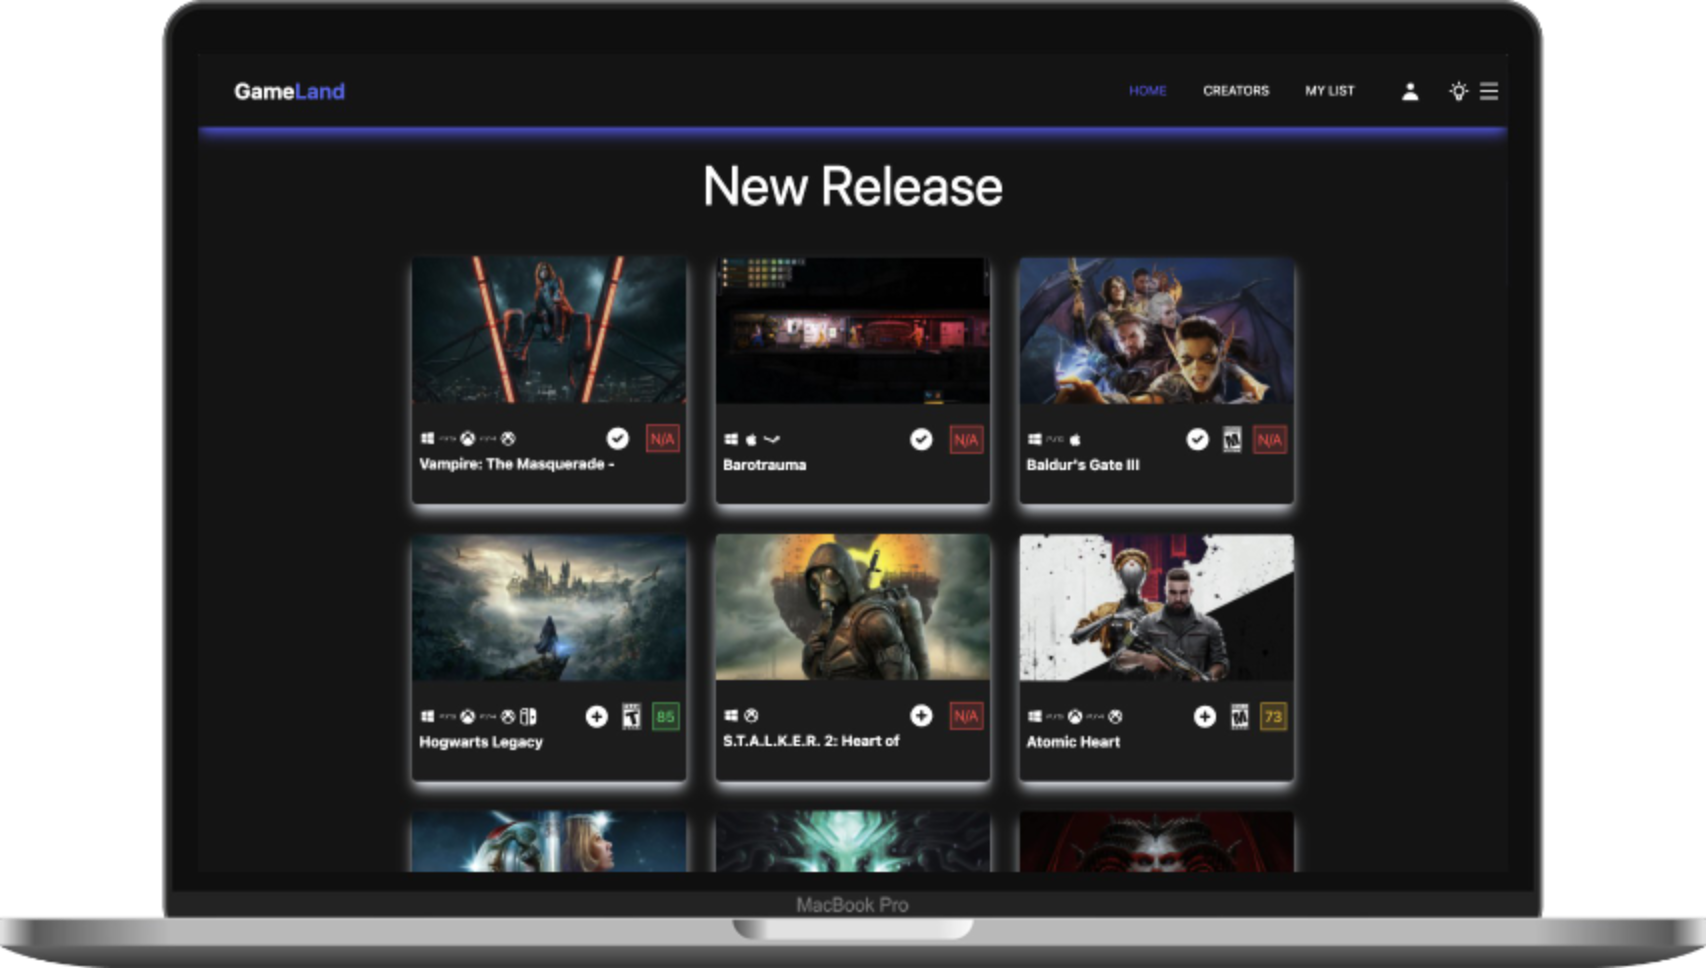 GameLand
HOME
CREATORS
MY LIST
New Release
N/A
Vampire: The Masquerade -
N/A
Barotrauma
M
N/A
Baldur's Gate III
T
85
Hogwarts Legacy
N/A
S.T.A.L.K.E.R. 2: Heart of
M
73
Atomic Heart
MacBook Pro